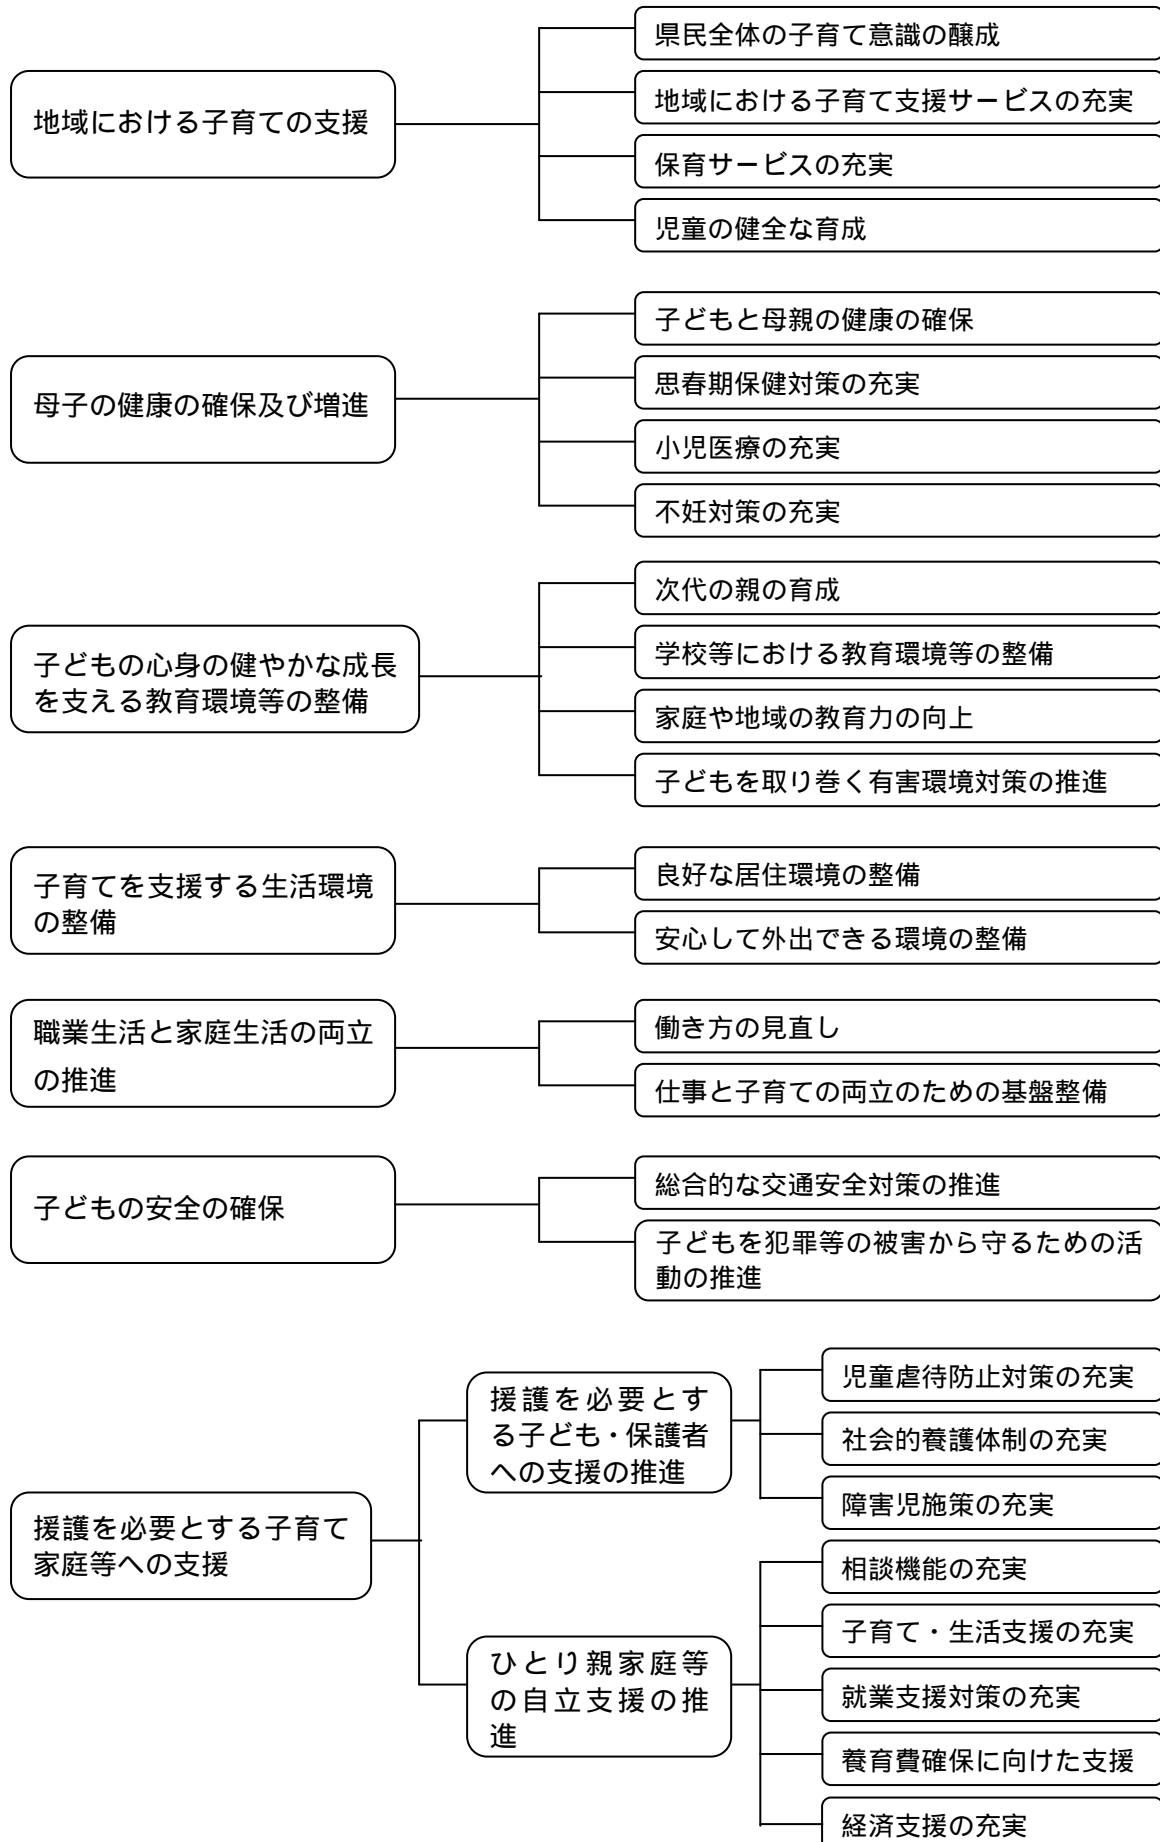 地域における子育ての支援
県民全体の子育て意識の醸成
地域における子育て支援サービスの充実
保育サービスの充実
児童の健全な育成
母子の健康の確保及び増進
子どもと母親の健康の確保
思春期保健対策の充実
小児医療の充実
不妊対策の充実
子どもの心身の健やかな成長
を支える教育環境等の整備
次代の親の育成
学校等における教育環境等の整備
家庭や地域の教育力の向上
子どもを取り巻く有害環境対策の推進
子育てを支援する生活環境
の整備
良好な居住環境の整備
安心して外出できる環境の整備
職業生活と家庭生活の両立
の推進
働き方の見直し
仕事と子育ての両立のための基盤整備
子どもの安全の確保
総合的な交通安全対策の推進
子どもを犯罪等の被害から守るための活
動の推進
援護を必要とする子育て
家庭等への支援
援護を必要とす
る子ども・保護者
への支援の推進
児童虐待防止対策の充実
社会的養護体制の充実
障害児施策の充実
ひとり親家庭等
の自立支援の推
進
相談機能の充実
子育て・生活支援の充実
就業支援対策の充実
養育費確保に向けた支援
経済支援の充実